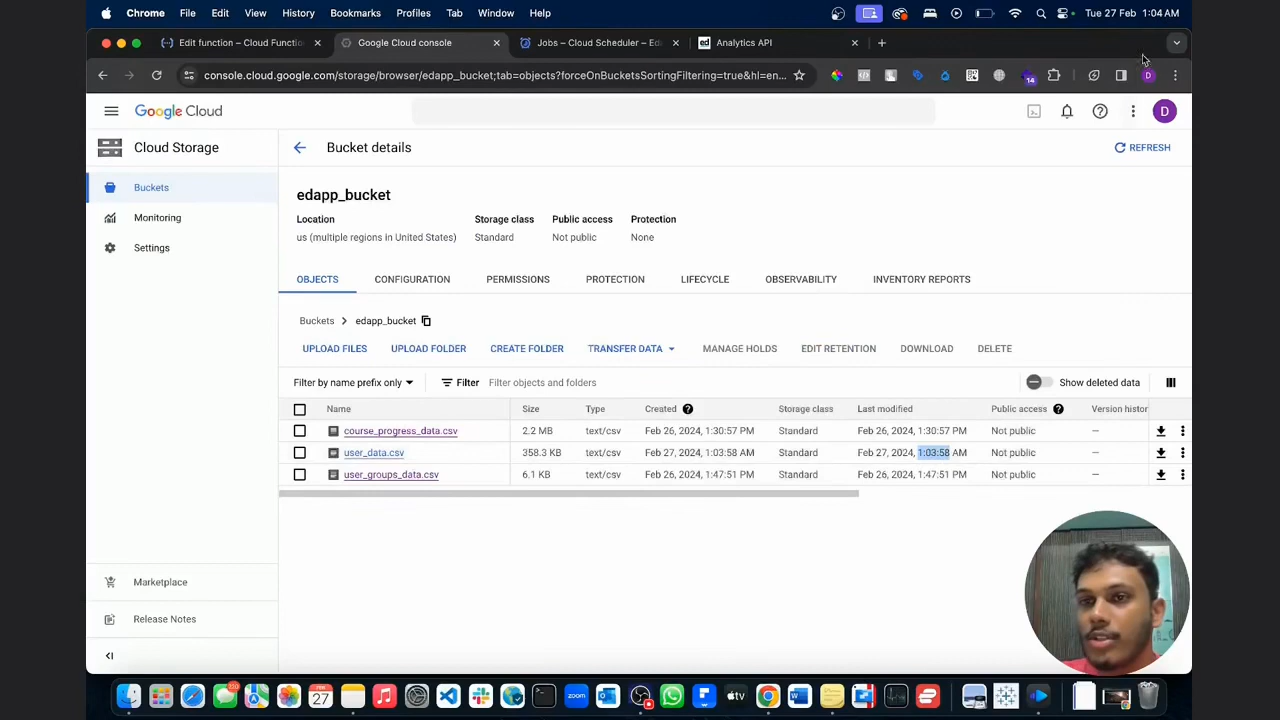 Chrome File Edit View History Bookmarks Profiles Tab Window Help Tue 27 Feb 1:04 AM
Edit function – Cloud Functio Google Cloud console Jobs – Cloud Scheduler – Ed ed Analytics API
console.cloud.google.com/storage/browser/edapp_bucket;tab=objects?forceOnBucketsSortingFiltering=true&hl=en... 14 D
Google Cloud D
Cloud Storage Bucket details REFRESH
Buckets
Monitoring
Settings
edapp_bucket
Location Storage class Public access Protection
us (multiple regions in United States) Standard Not public None
OBJECTS CONFIGURATION PERMISSIONS PROTECTION LIFECYCLE OBSERVABILITY INVENTORY REPORTS
Buckets > edapp_bucket
UPLOAD FILES UPLOAD FOLDER CREATE FOLDER TRANSFER DATA MANAGE HOLDS EDIT RETENTION DOWNLOAD DELETE
Filter by name prefix only Filter Filter objects and folders Show deleted data
Name Size Type Created Storage class Last modified Public access Version histor
course_progress_data.csv 2.2 MB text/csv Feb 26, 2024, 1:30:57 PM Standard Feb 26, 2024, 1:30:57 PM Not public —
user_data.csv 358.3 KB text/csv Feb 27, 2024, 1:03:58 AM Standard Feb 27, 2024, 1:03:58 AM Not public —
user_groups_data.csv 6.1 KB text/csv Feb 26, 2024, 1:47:51 PM Standard Feb 26, 2024, 1:47:51 PM Not public —
Marketplace
Release Notes
FEB
27
zoom
tv